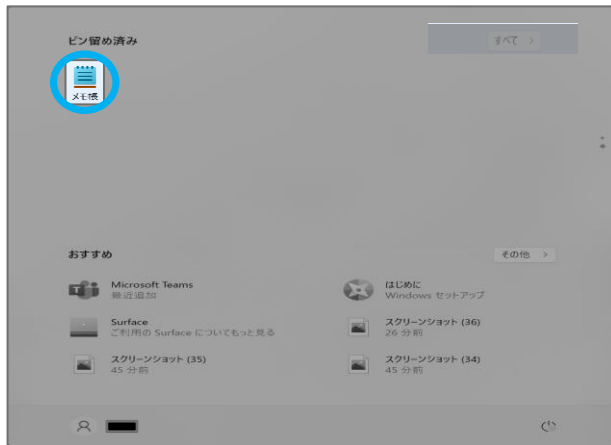 ピン留め済み
すべて >
メモ帳
おすすめ
その他 >
Microsoft Teams
最近追加
はじめに
Windows セットアップ
Surface
ご利用の Surface についてもっと見る
スクリーンショット (36)
26 分前
スクリーンショット (35)
45 分前
スクリーンショット (34)
45 分前